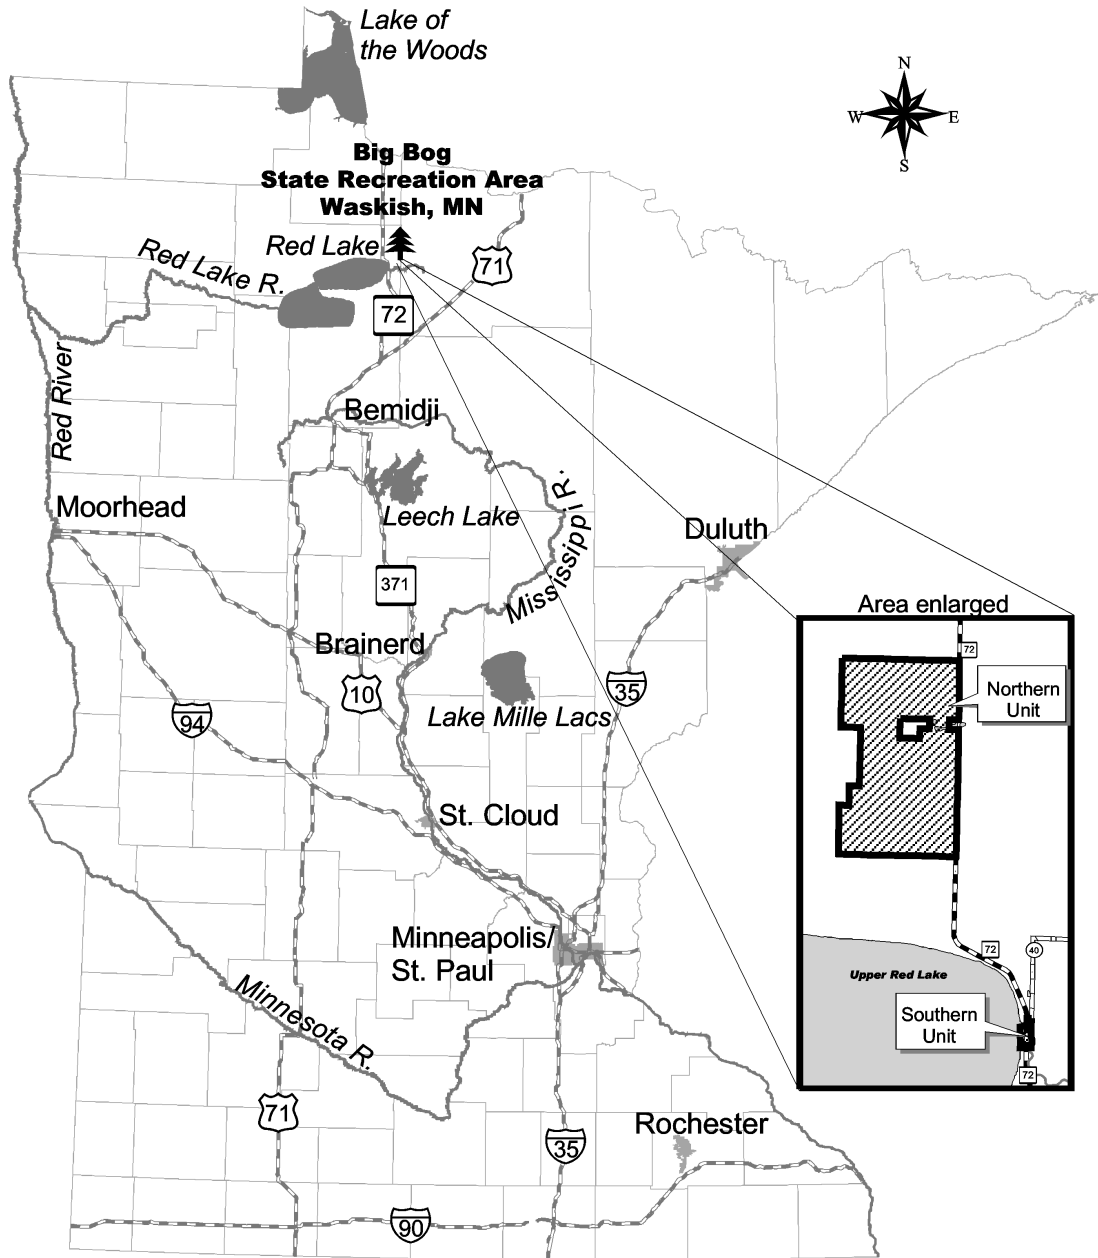 Lake of
the Woods
N
W
E
S
Big Bog
State Recreation Area
Waskish, MN
Red Lake
Red Lake R.
71
72
Red River
Bemidji
Leech Lake
Mississippi R.
Moorhead
Duluth
371
Area enlarged
72
Brainerd
10
35
94
Lake Mille Lacs
Northern
Unit
St. Cloud
Minneapolis/
St. Paul
72
40
Upper Red Lake
Minnesota R.
Southern
Unit
72
71
Rochester
35
90